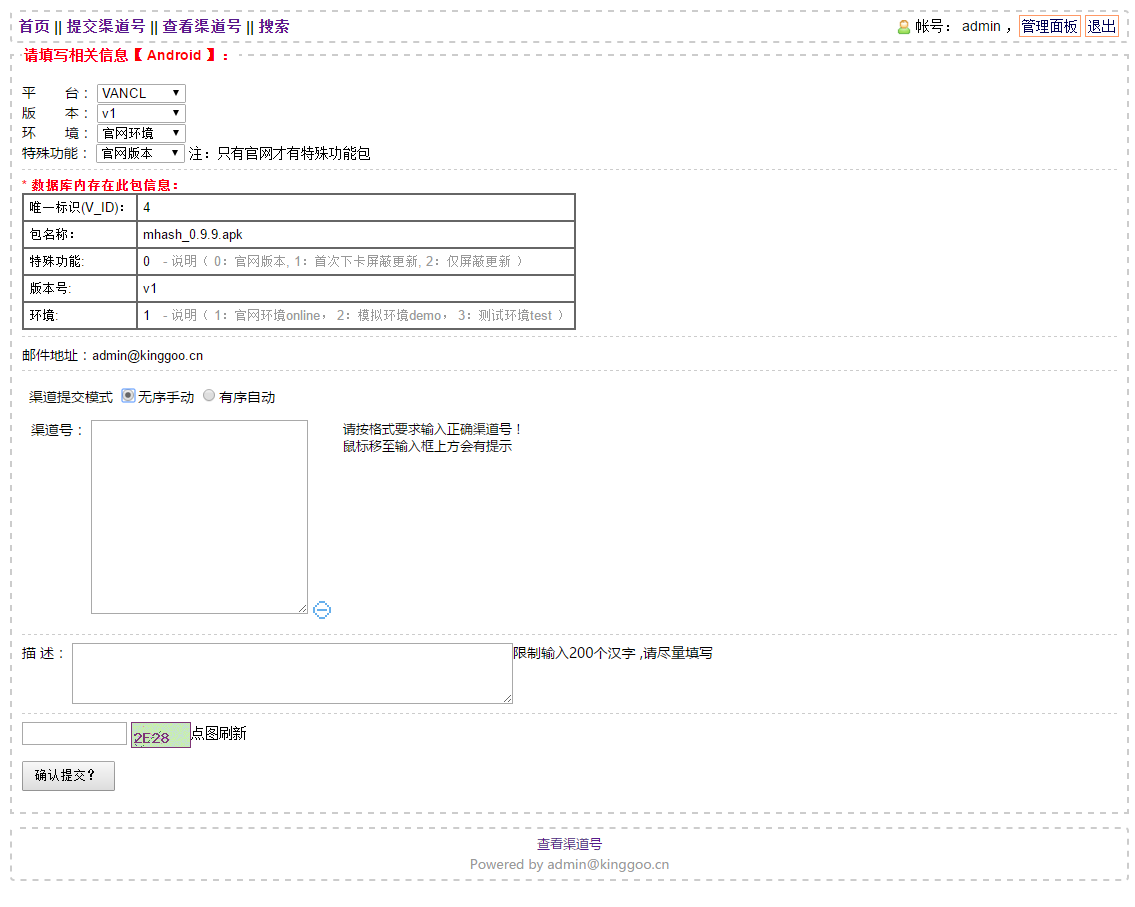 首页 || 提交渠道号 || 查看渠道号 || 搜索
帐号： admin ， 管理面板 退出
请填写相关信息【 Android 】：
平 台： VANCL
版 本： v1
环 境： 官网环境
特殊功能： 官网版本 注：只有官网才有特殊功能包
* 数据库内存在此包信息：
唯一标识(V_ID)： 4
包名称： mhash_0.9.9.apk
特殊功能: 0 - 说明（ 0：官网版本, 1：首次下卡屏蔽更新, 2：仅屏蔽更新 ）
版本号: v1
环境: 1 - 说明（ 1：官网环境online， 2：模拟环境demo， 3：测试环境test ）
邮件地址：admin@kinggoo.cn
渠道提交模式 无序手动 有序自动
渠道号：
请按格式要求输入正确渠道号！
鼠标移至输入框上方会有提示
描 述：
限制输入200个汉字 ,请尽量填写
2E28 点图刷新
确认提交？
查看渠道号
Powered by admin@kinggoo.cn